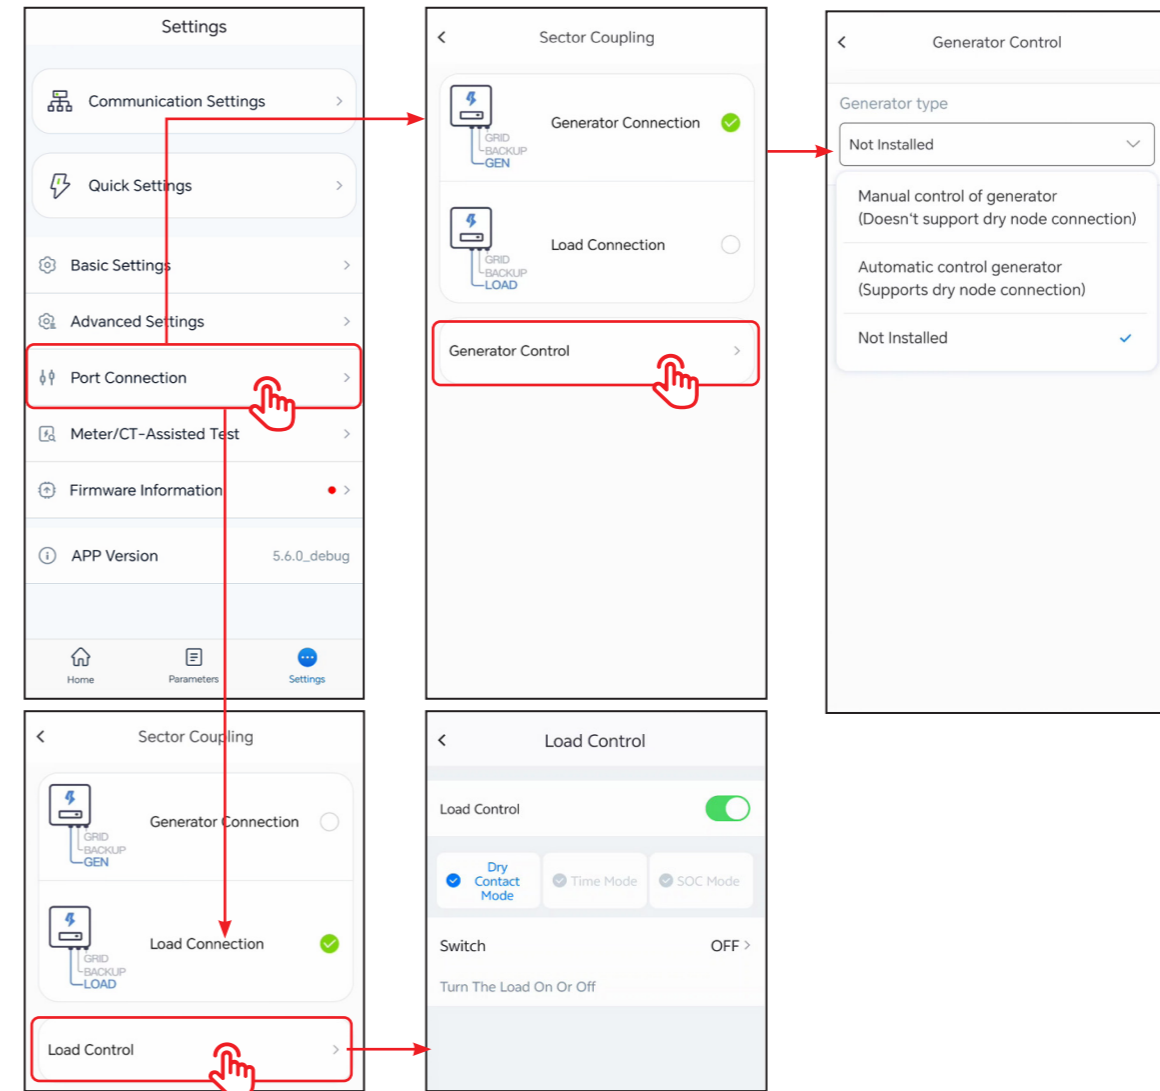 Settings
Communication Settings
Quick Settings
Basic Settings
Advanced Settings
Port Connection
Meter/CT-Assisted Test
Firmware Information
APP Version
5.6.0_debug
Home
Parameters
Settings
Sector Coupling
GRID
BACKUP
GEN
Generator Connection
GRID
BACKUP
LOAD
Load Connection
Generator Control
Generator Control
Generator type
Not Installed
Manual control of generator
(Doesn't support dry node connection)
Automatic control generator
(Supports dry node connection)
Not Installed
Sector Coupling
GRID
BACKUP
GEN
Generator Connection
GRID
BACKUP
LOAD
Load Connection
Load Control
Load Control
Load Control
Dry
Contact
Mode
Time Mode
SOC Mode
Switch
OFF
Turn The Load On Or Off